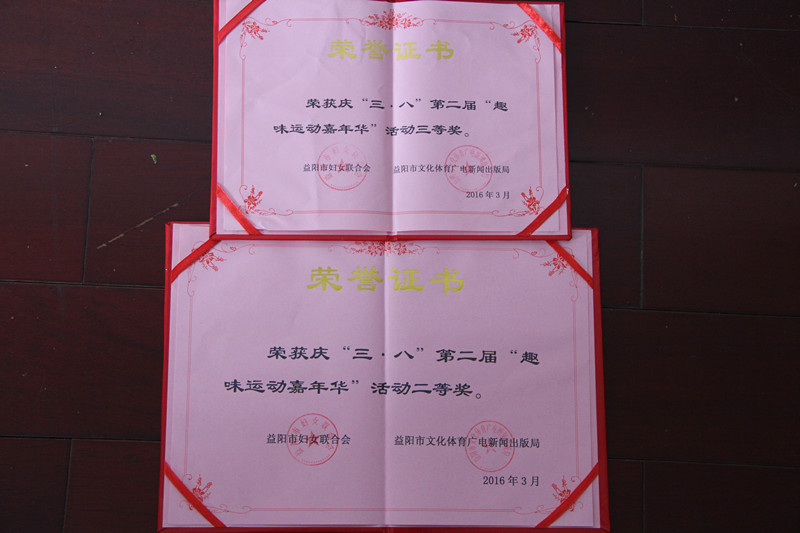 荣誉证书
荣获庆“三·八”第二届“趣
味运动嘉年华”活动三等奖。
益阳市妇女联合会 益阳市文化体育广电新闻出版局
2016年3月
荣誉证书
荣获庆“三·八”第二届“趣
味运动嘉年华”活动二等奖。
益阳市妇女联合会 益阳市文化体育广电新闻出版局
2016年3月